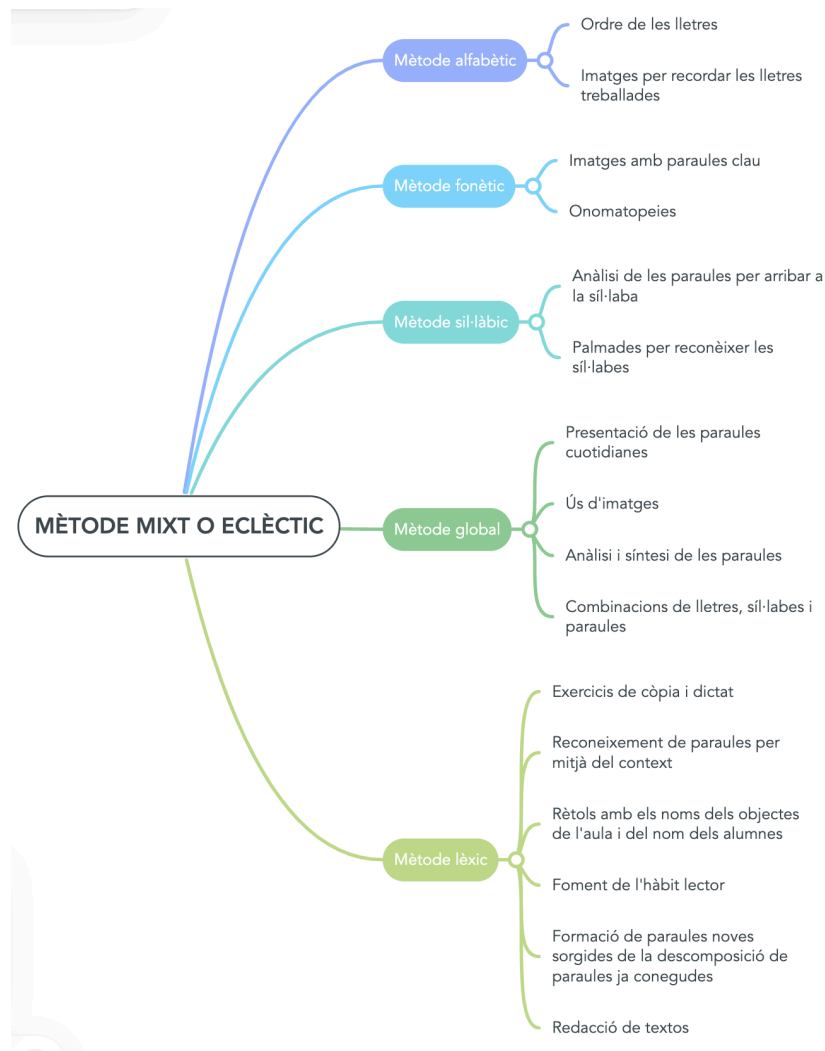 Ordre de les lletres
Mètode alfabètic
Imatges per recordar les lletres
treballades
Imatges amb paraules clau
Mètode fonètic
Onomatopeies
Anàlisi de les paraules per arribar a
la síl·laba
Mètode sil·làbic
Palmades per reconèixer les
síl·labes
Presentació de les paraules
cuotidianes
Ús d'imatges
MÈTODE MIXT O ECLÈCTIC
Mètode global
Anàlisi i síntesi de les paraules
Combinacions de lletres, síl·labes i
paraules
Exercicis de còpia i dictat
Reconeixement de paraules per
mitjà del context
Rètols amb els noms dels objectes
de l'aula i del nom dels alumnes
Mètode lèxic
Foment de l'hàbit lector
Formació de paraules noves
sorgides de la descomposició de
paraules ja conegudes
Redacció de textos